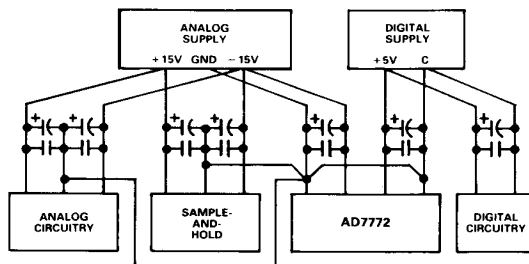 ANALOG
SUPPLY
+ 15V GND − 15V
DIGITAL
SUPPLY
+ 5V C
+ + + + + +
ANALOG
CIRCUITRY
SAMPLE-
AND-
HOLD
AD7772
DIGITAL
CIRCUITRY